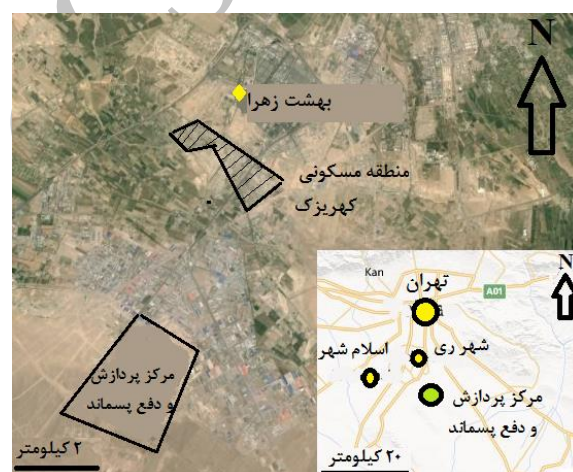 N
بهشت زهرا
منطقه مسکونی
کهریزک
مرکز پردازش
و دفع پسماند
۲ کیلومتر
N
Kan
تهران
A01
شهر ری
اسلام شهر
مرکز پردازش
و دفع پسماند
۲۰ کیلومتر